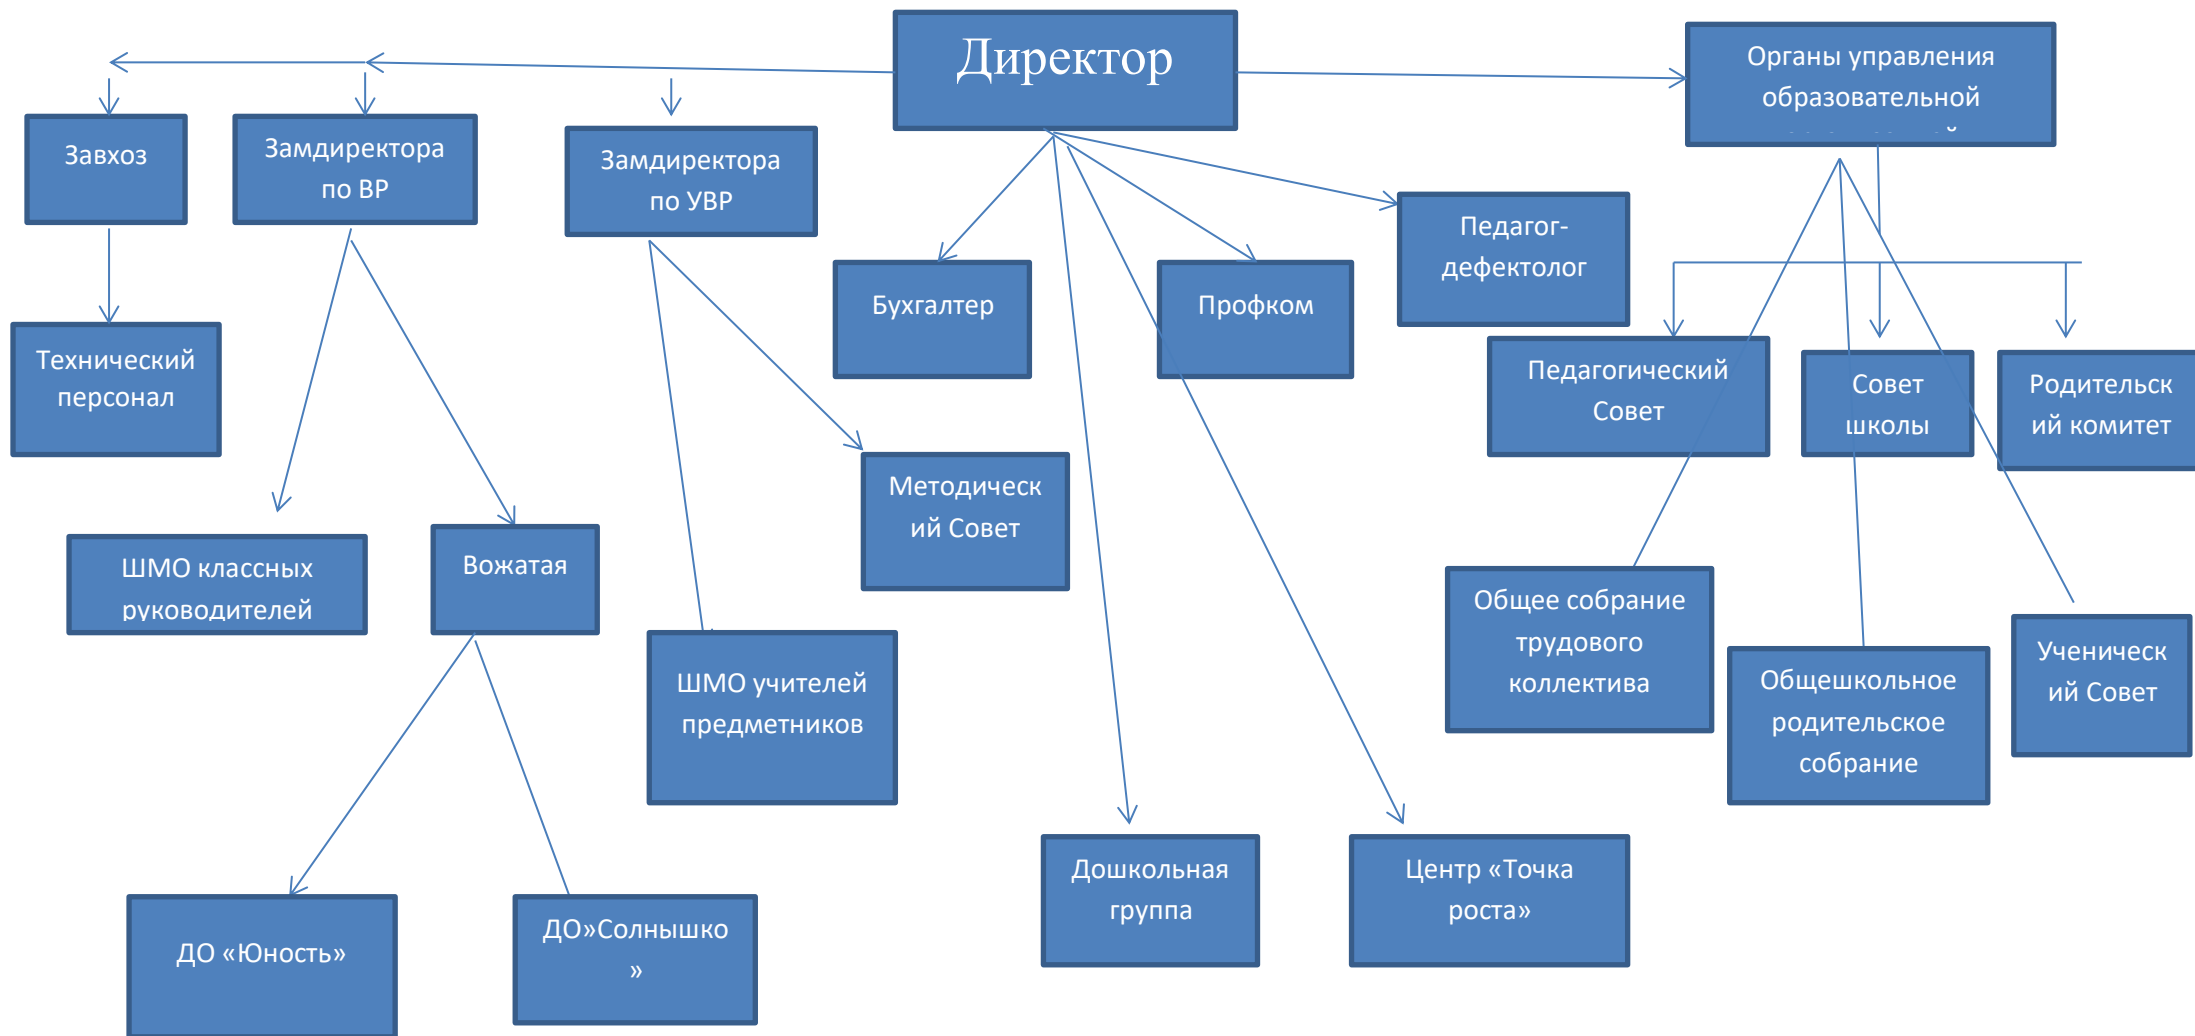 Директор
Органы управления
образовательной
Завхоз
Замдиректора
по ВР
Замдиректора
по УВР
Педагог-
дефектолог
Бухгалтер
Профком
Технический
персонал
Педагогический
Совет
Совет
школы
Родительск
ий комитет
Методическ
ий Совет
ШМО классных
руководителей
Вожатая
Общее собрание
трудового
коллектива
Ученическ
ий Совет
Общешкольное
родительское
собрание
ШМО учителей
предметников
Дошкольная
группа
Центр «Точка
роста»
ДО «Юность»
ДО»Солнышко
»